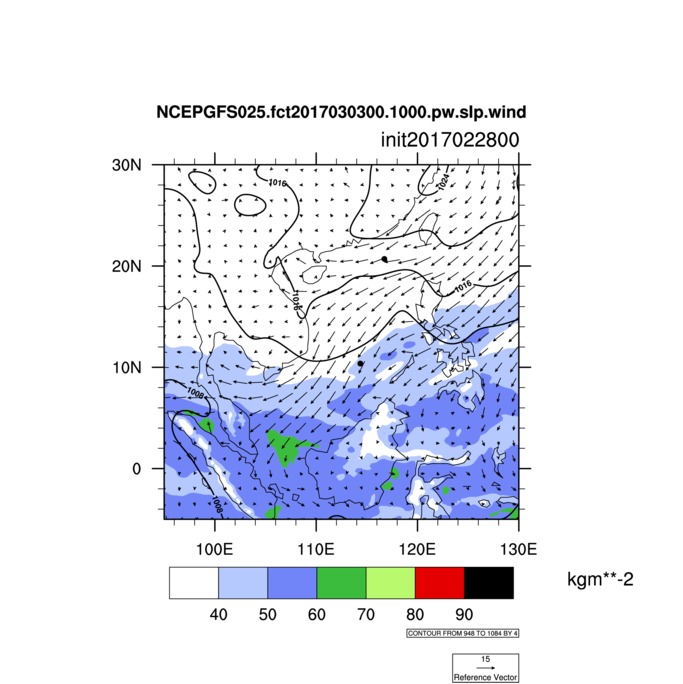 NCEPGFS025.fct2017030300.1000.pw.slp.wind
init2017022800
30N
20N
10N
0
1016
1024
1016
1016
1008
1008
100E 110E 120E 130E
kgm**-2
40 50 60 70 80 90
CONTOUR FROM 948 TO 1084 BY 4
15
Reference Vector